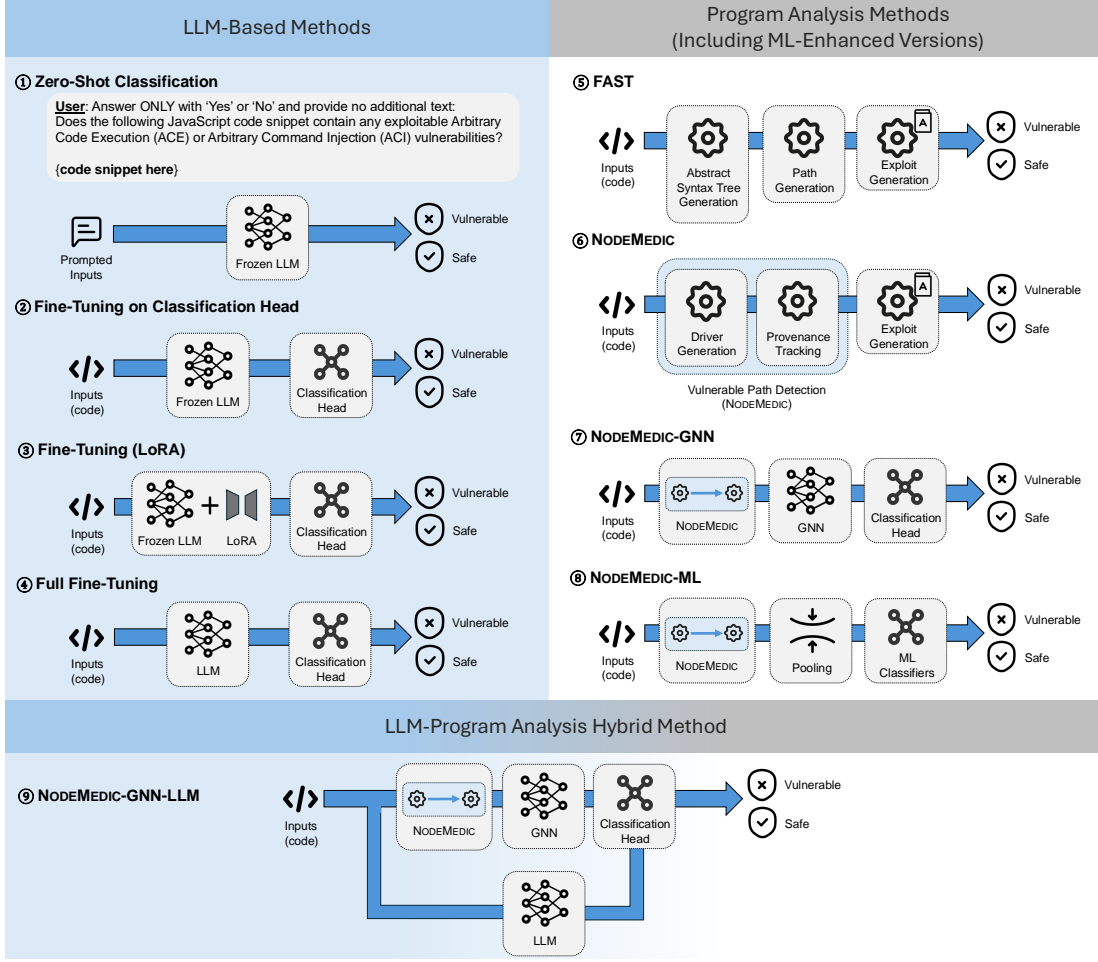 LLM-Based Methods
Program Analysis Methods
(Including ML-Enhanced Versions)
① Zero-Shot Classification
User: Answer ONLY with ‘Yes’ or ‘No’ and provide no additional text:
Does the following JavaScript code snippet contain any exploitable Arbitrary
Code Execution (ACE) or Arbitrary Command Injection (ACI) vulnerabilities?
{code snippet here}
Prompted
Inputs
Frozen LLM
Vulnerable
Safe
② Fine-Tuning on Classification Head
Inputs
(code)
Frozen LLM
Classification
Head
Vulnerable
Safe
③ Fine-Tuning (LoRA)
Inputs
(code)
Frozen LLM
+
LoRA
Classification
Head
Vulnerable
Safe
④ Full Fine-Tuning
Inputs
(code)
LLM
Classification
Head
Vulnerable
Safe
⑤ FAST
Inputs
(code)
Abstract
Syntax Tree
Generation
Path
Generation
A
Exploit
Generation
Vulnerable
Safe
⑥ NODEMEDIC
Inputs
(code)
Driver
Generation
Provenance
Tracking
A
Exploit
Generation
Vulnerable
Safe
Vulnerable Path Detection
(NODEMEDIC)
⑦ NODEMEDIC-GNN
Inputs
(code)
NODEMEDIC
GNN
Classification
Head
Vulnerable
Safe
⑧ NODEMEDIC-ML
Inputs
(code)
NODEMEDIC
Pooling
ML
Classifiers
Vulnerable
Safe
LLM-Program Analysis Hybrid Method
⑨ NODEMEDIC-GNN-LLM
Inputs
(code)
NODEMEDIC
GNN
Classification
Head
Vulnerable
Safe
LLM